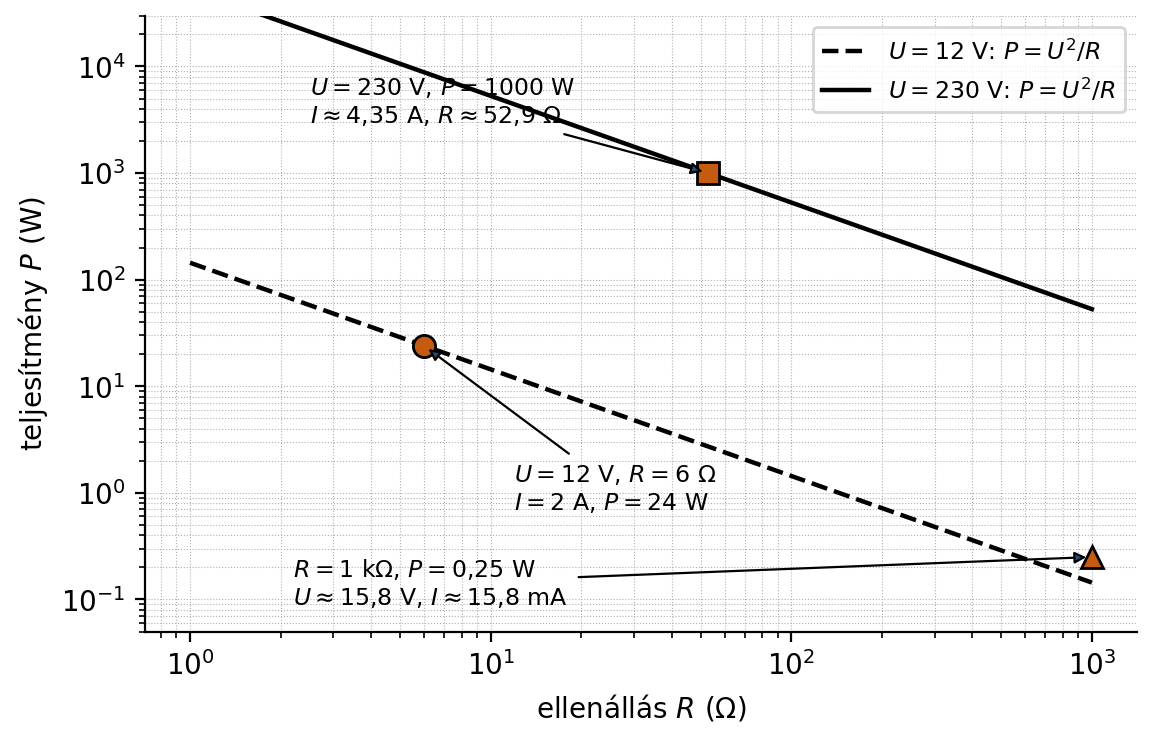 U = 12 V: P = U²/R
U = 230 V: P = U²/R
U = 230 V, P = 1000 W
I ≈ 4,35 A, R ≈ 52,9 Ω
U = 12 V, R = 6 Ω
I = 2 A, P = 24 W
R = 1 kΩ, P = 0,25 W
U ≈ 15,8 V, I ≈ 15,8 mA
teljesítmény P (W)
10⁴
10³
10²
10¹
10⁰
10⁻¹
10⁰ 10¹ 10² 10³
ellenállás R (Ω)